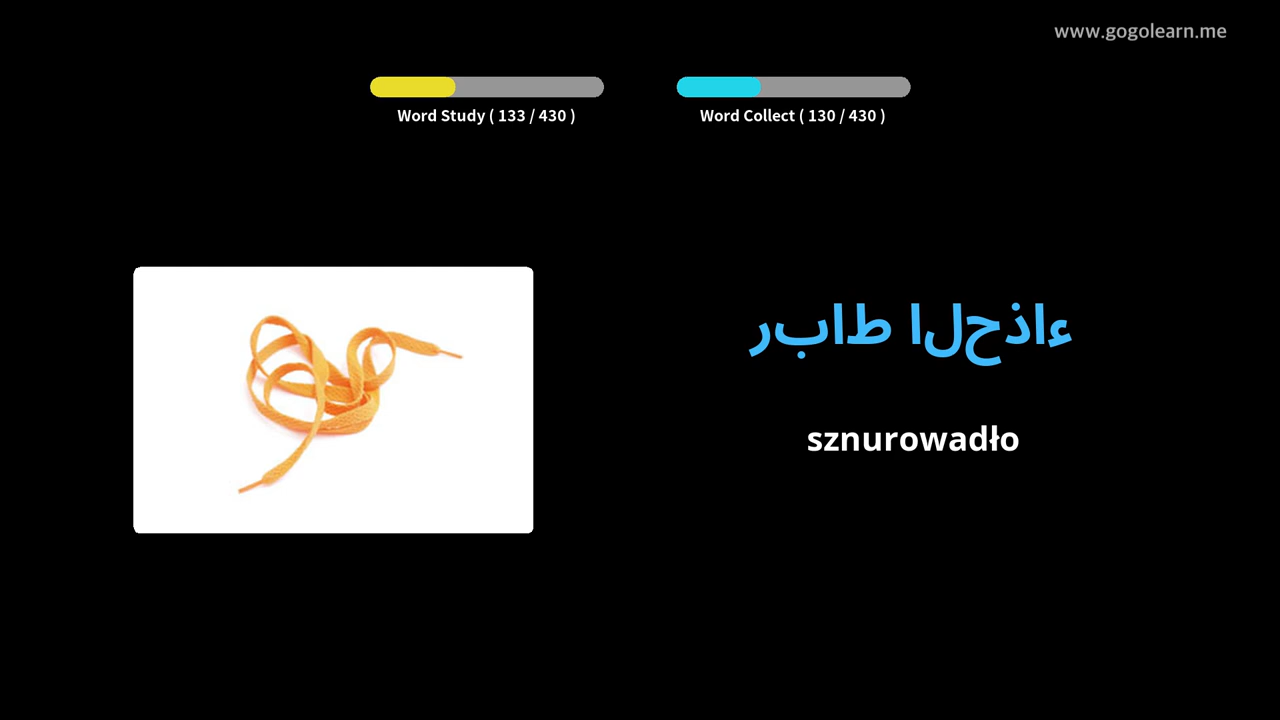 www.gogolearn.me
Word Study ( 133 / 430 )
Word Collect ( 130 / 430 )
رباط الحذاء
sznurowadło